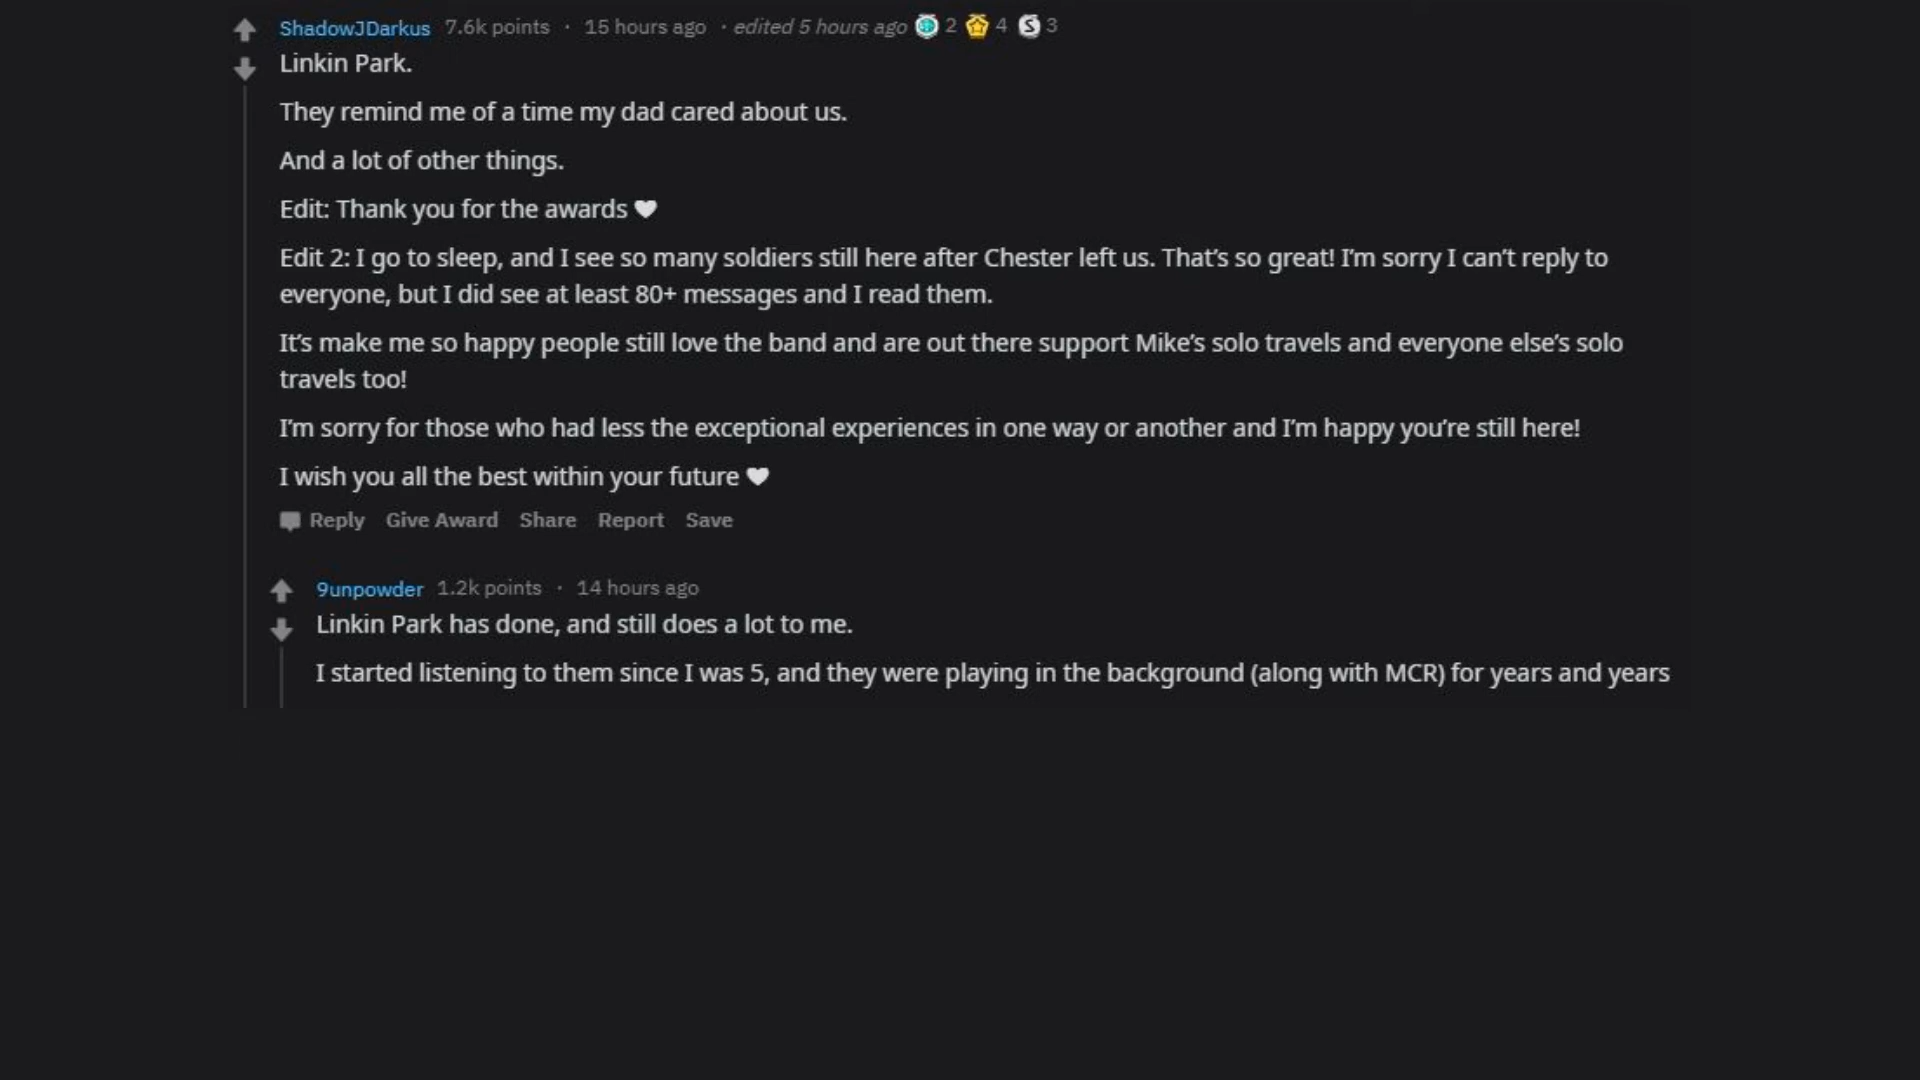 ShadowJDarkus 7.6k points · 15 hours ago · edited 5 hours ago 2 4 S 3
Linkin Park.
They remind me of a time my dad cared about us.
And a lot of other things.
Edit: Thank you for the awards ♥
Edit 2: I go to sleep, and I see so many soldiers still here after Chester left us. That’s so great! I’m sorry I can’t reply to
everyone, but I did see at least 80+ messages and I read them.
It’s make me so happy people still love the band and are out there support Mike’s solo travels and everyone else’s solo
travels too!
I’m sorry for those who had less the exceptional experiences in one way or another and I’m happy you’re still here!
I wish you all the best within your future ♥
Reply Give Award Share Report Save
9unpowder 1.2k points · 14 hours ago
Linkin Park has done, and still does a lot to me.
I started listening to them since I was 5, and they were playing in the background (along with MCR) for years and years